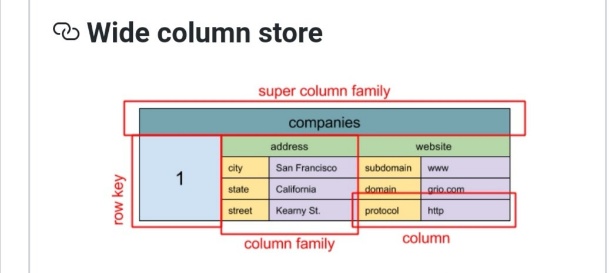 Wide column store
super column family
companies
address website
1
city San Francisco subdomain www
state California domain grio.com
street Kearny St. protocol http
row key
column family
column